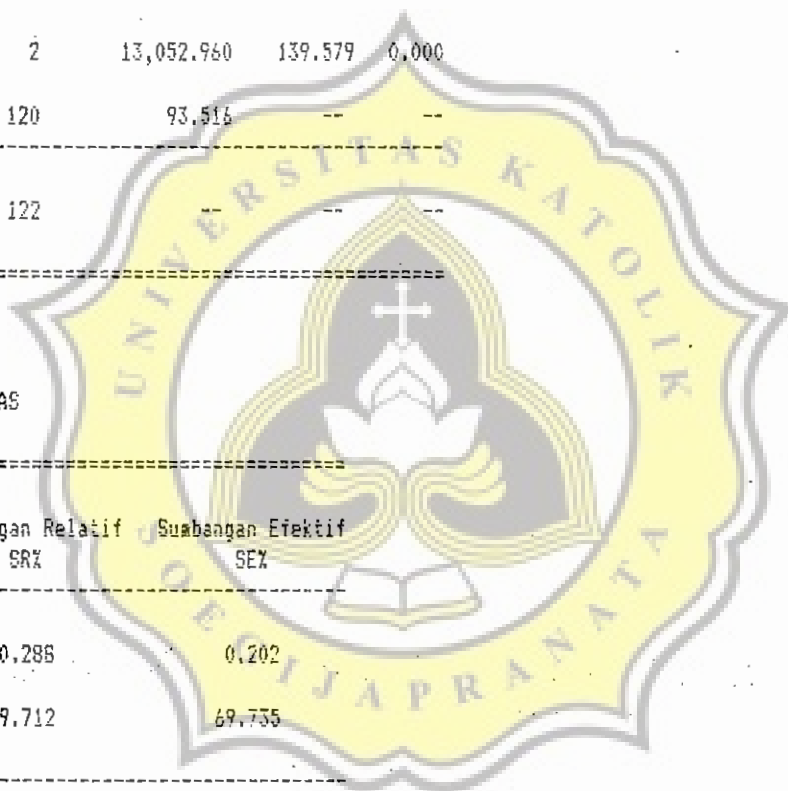 2 13,052.960 139.579 0.000
120 93.516 -- --
122 -- -- --
UNIVERSITAS KATOLIK
SOEGIJAPRANATA
AS
gan Relatif Sumbangan Efektif
SR% SE%
0.288 0.202
9.712 69.735